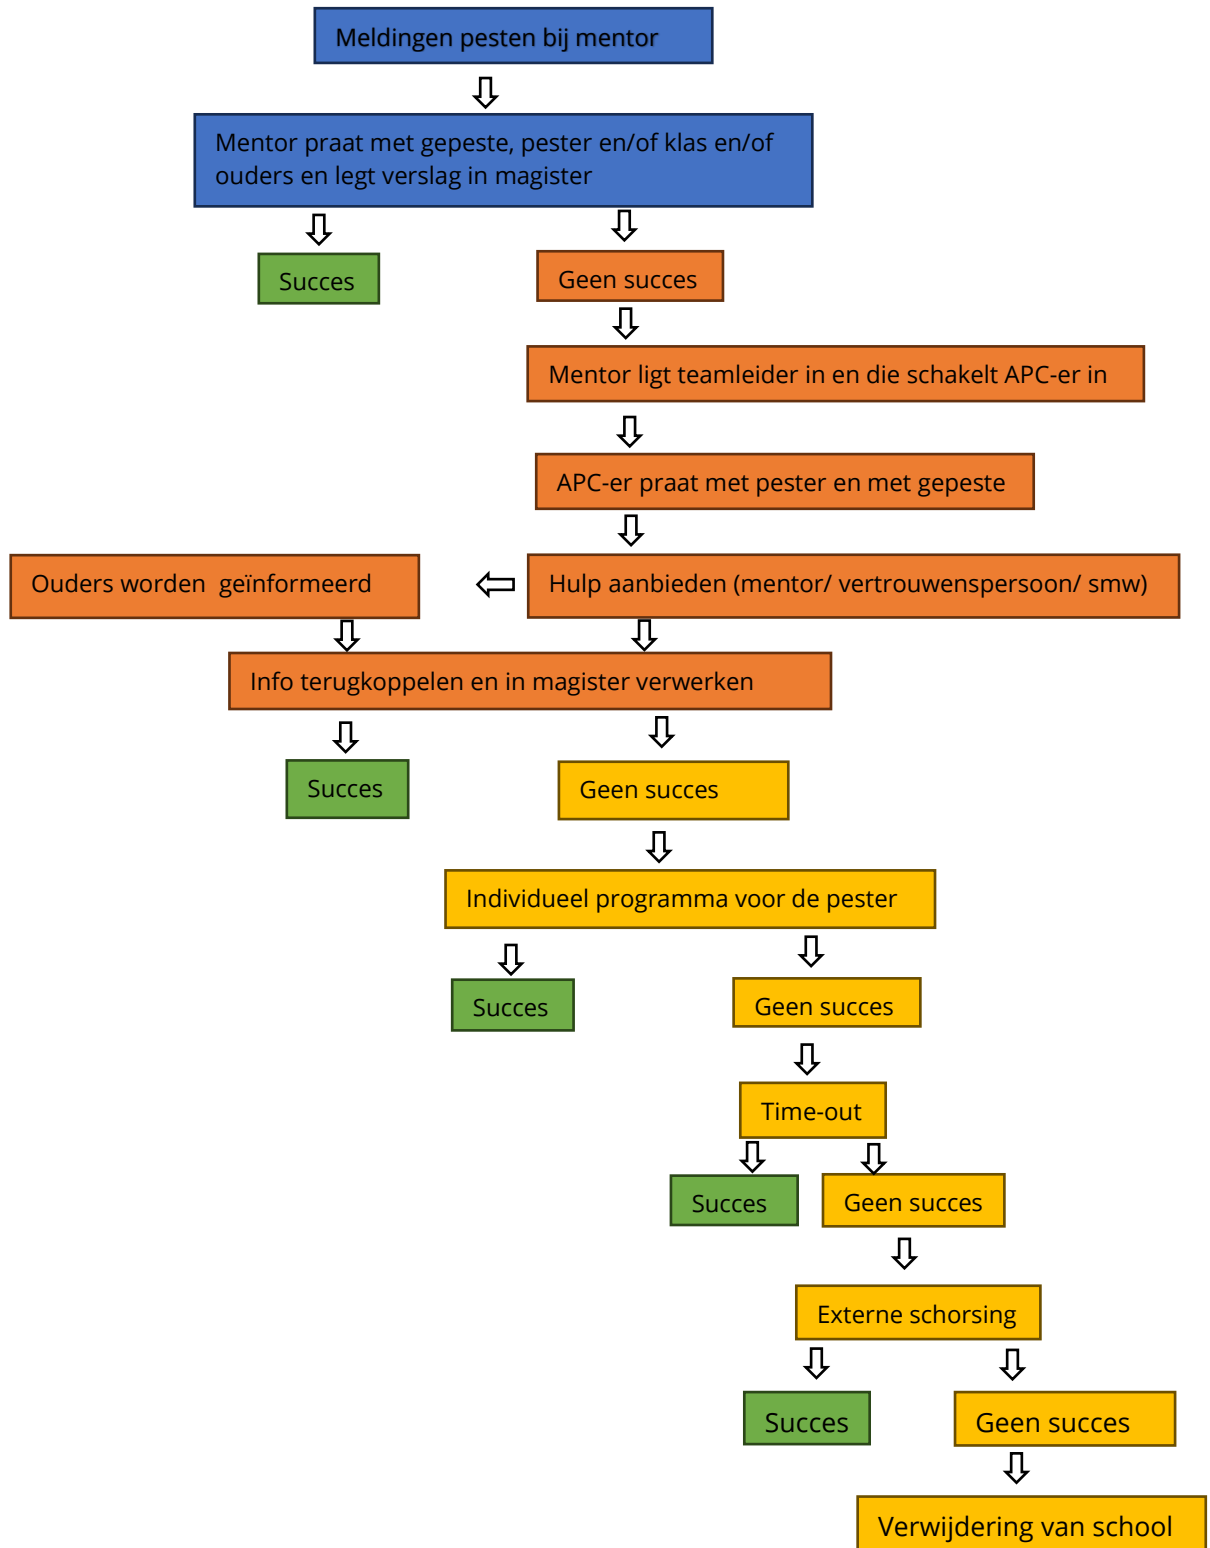 Meldingen pesten bij mentor
Mentor praat met gepeste, pester en/of klas en/of
ouders en legt verslag in magister
Succes
Geen succes
Mentor ligt teamleider in en die schakelt APC-er in
APC-er praat met pester en met gepeste
Ouders worden  geïnformeerd
Hulp aanbieden (mentor/ vertrouwenspersoon/ smw)
Info terugkoppelen en in magister verwerken
Succes
Geen succes
Individueel programma voor de pester
Succes
Geen succes
Time-out
Succes
Geen succes
Externe schorsing
Succes
Geen succes
Verwijdering van school